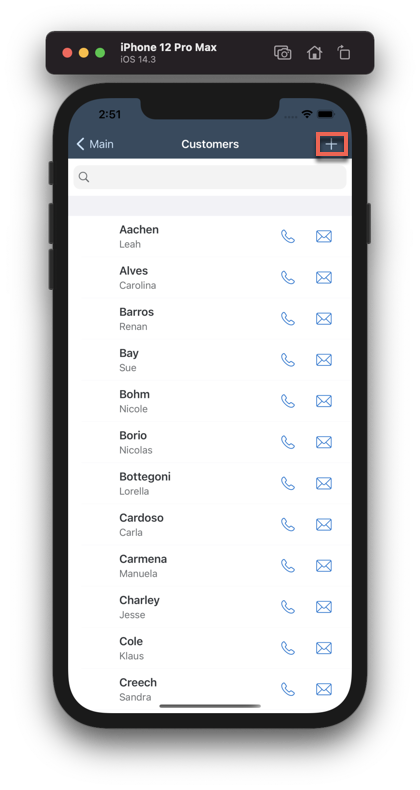 iPhone 12 Pro Max
iOS 14.3
2:51
Main
Customers
Aachen
Leah
Alves
Carolina
Barros
Renan
Bay
Sue
Bohm
Nicole
Borio
Nicolas
Bottegoni
Lorella
Cardoso
Carla
Carmena
Manuela
Charley
Jesse
Cole
Klaus
Creech
Sandra